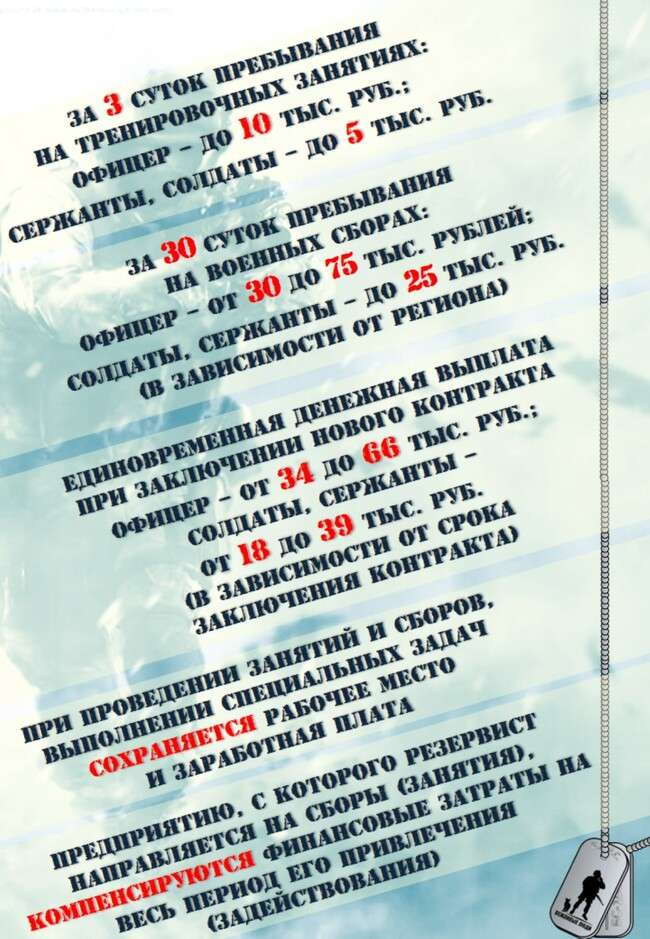 ЗА 3 СУТОК ПРЕБЫВАНИЯ
НА ТРЕНИРОВОЧНЫХ ЗАНЯТИЯХ:
ОФИЦЕР – ДО 10 ТЫС. РУБ.;
СЕРЖАНТЫ, СОЛДАТЫ – ДО 5 ТЫС. РУБ.
ЗА 30 СУТОК ПРЕБЫВАНИЯ
НА ВОЕННЫХ СБОРАХ:
ОФИЦЕР – ОТ 30 ДО 75 ТЫС. РУБЛЕЙ;
СОЛДАТЫ, СЕРЖАНТЫ – ДО 25 ТЫС. РУБ.
(В ЗАВИСИМОСТИ ОТ РЕГИОНА)
ЕДИНОВРЕМЕННАЯ ДЕНЕЖНАЯ ВЫПЛАТА
ПРИ ЗАКЛЮЧЕНИИ НОВОГО КОНТРАКТА
ОФИЦЕР – ОТ 34 ДО 66 ТЫС. РУБ.;
СОЛДАТЫ, СЕРЖАНТЫ –
ОТ 18 ДО 39 ТЫС. РУБ.
(В ЗАВИСИМОСТИ ОТ СРОКА
ЗАКЛЮЧЕНИЯ КОНТРАКТА)
ПРИ ПРОВЕДЕНИИ ЗАНЯТИЙ И СБОРОВ,
ВЫПОЛНЕНИИ СПЕЦИАЛЬНЫХ ЗАДАЧ
СОХРАНЯЕТСЯ РАБОЧЕЕ МЕСТО
И ЗАРАБОТНАЯ ПЛАТА
ПРЕДПРИЯТИЮ, С КОТОРОГО РЕЗЕРВИСТ
НАПРАВЛЯЕТСЯ НА СБОРЫ (ЗАНЯТИЯ),
КОМПЕНСИРУЮТСЯ ФИНАНСОВЫЕ ЗАТРАТЫ НА
ВЕСЬ ПЕРИОД ЕГО ПРИВЛЕЧЕНИЯ
(ЗАДЕЙСТВОВАНИЯ)
ВЕЖЛИВЫЕ ЛЮДИ